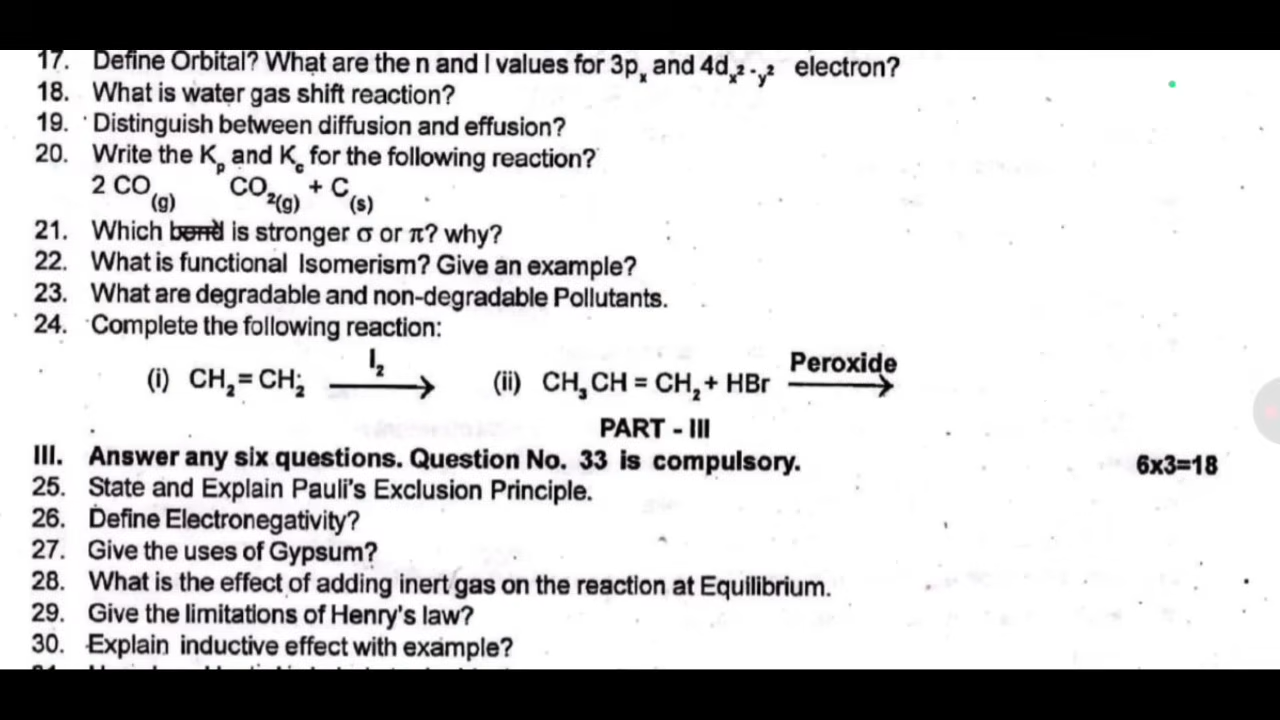 17. Define Orbital? What are the n and l values for 3pₓ and 4dₓ²-ᵧ² electron?
18. What is water gas shift reaction?
19. Distinguish between diffusion and effusion?
20. Write the Kₚ and K꜀ for the following reaction?
2 CO(g) CO₂(g) + C(s)
21. Which bond is stronger σ or π? why?
22. What is functional Isomerism? Give an example?
23. What are degradable and non-degradable Pollutants.
24. Complete the following reaction:
(i) CH₂ = CH₂ I₂ → (ii) CH₃ CH = CH₂ + HBr Peroxide →
PART - III
III. Answer any six questions. Question No. 33 is compulsory. 6x3=18
25. State and Explain Pauli's Exclusion Principle.
26. Define Electronegativity?
27. Give the uses of Gypsum?
28. What is the effect of adding inert gas on the reaction at Equilibrium.
29. Give the limitations of Henry's law?
30. Explain inductive effect with example?